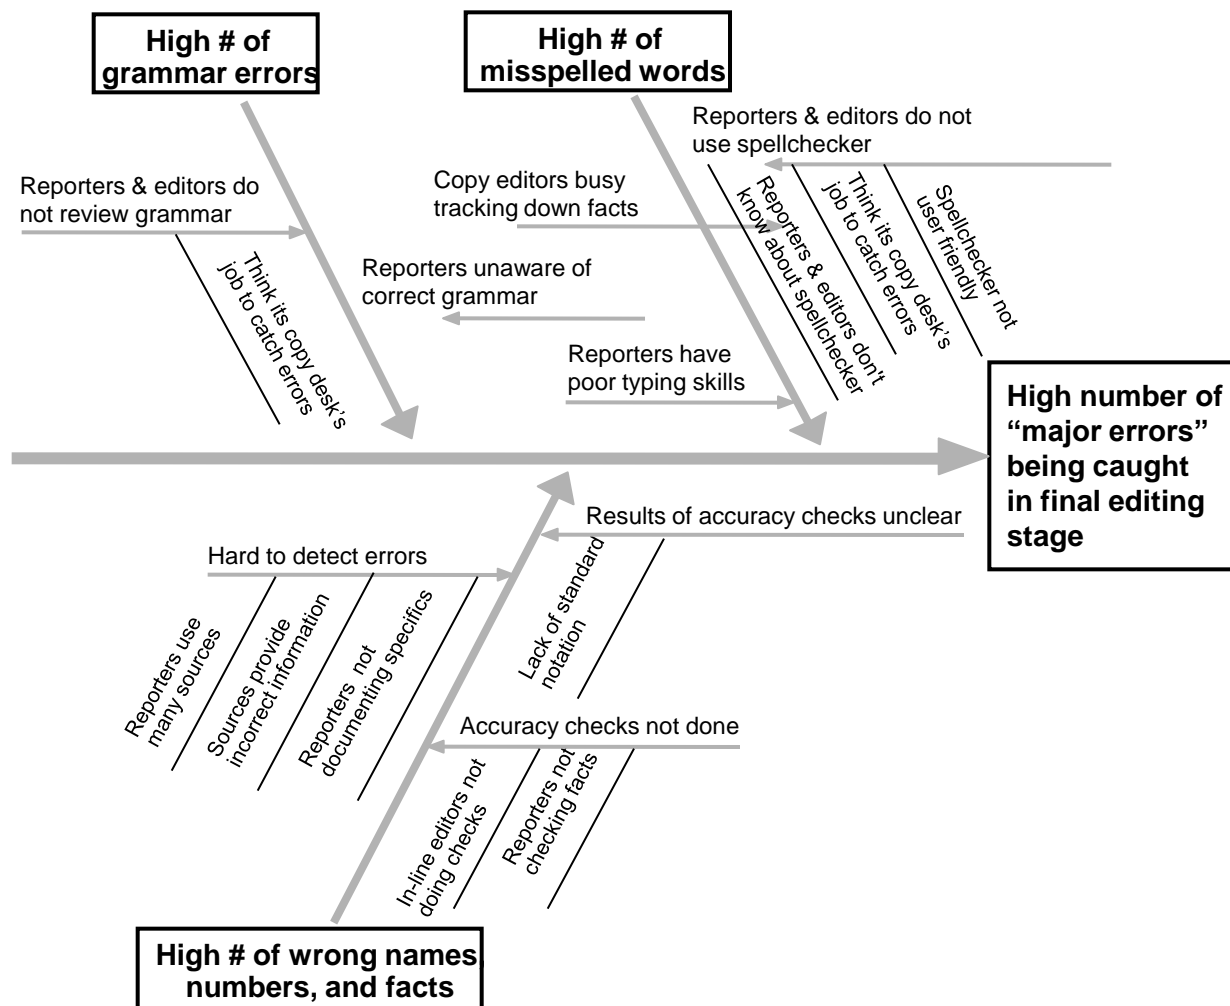 High # of
grammar errors
High # of
misspelled words
Reporters & editors do not
use spellchecker
Reporters & editors do
not review grammar
Copy editors busy
tracking down facts
Think its copy desk's
job to catch errors
Reporters unaware of
correct grammar
Reporters have
poor typing skills
Reporters & editors don't
know about spellchecker
Think its copy desk's
job to catch errors
Spellchecker not
user friendly
High number of
“major errors”
being caught
in final editing
stage
Results of accuracy checks unclear
Hard to detect errors
Reporters use
many sources
Sources provide
incorrect information
Reporters not
documenting specifics
Lack of standard
notation
Accuracy checks not done
In-line editors not
doing checks
Reporters not
checking facts
High # of wrong names,
numbers, and facts